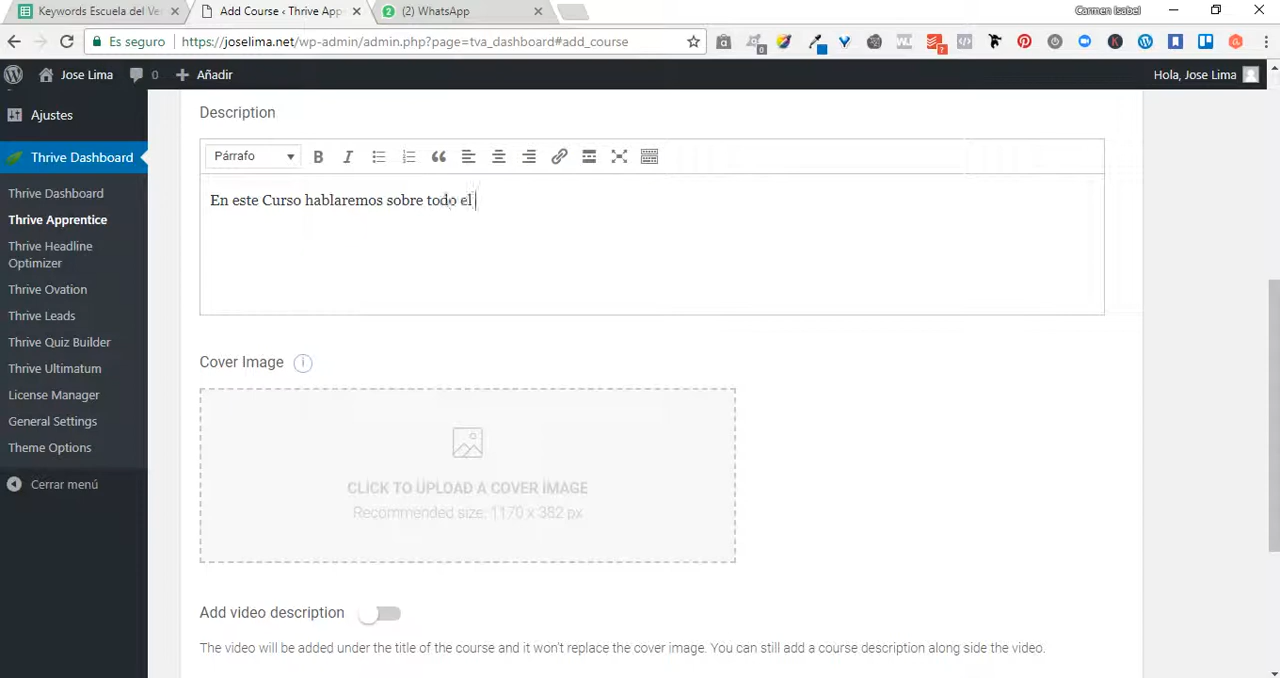 Keywords Escuela del Ver
Add Course ‹ Thrive App
(2) WhatsApp
Carmen Isabel
Es seguro
https://joselima.net/wp-admin/admin.php?page=tva_dashboard#add_course
Jose Lima
0
Añadir
Hola, Jose Lima
Ajustes
Thrive Dashboard
Thrive Dashboard
Thrive Apprentice
Thrive Headline
Optimizer
Thrive Ovation
Thrive Leads
Thrive Quiz Builder
Thrive Ultimatum
License Manager
General Settings
Theme Options
Cerrar menú
Description
Párrafo
En este Curso hablaremos sobre todo el
Cover Image
CLICK TO UPLOAD A COVER IMAGE
Recommended size: 1170 x 382 px
Add video description
The video will be added under the title of the course and it won't replace the cover image. You can still add a course description along side the video.